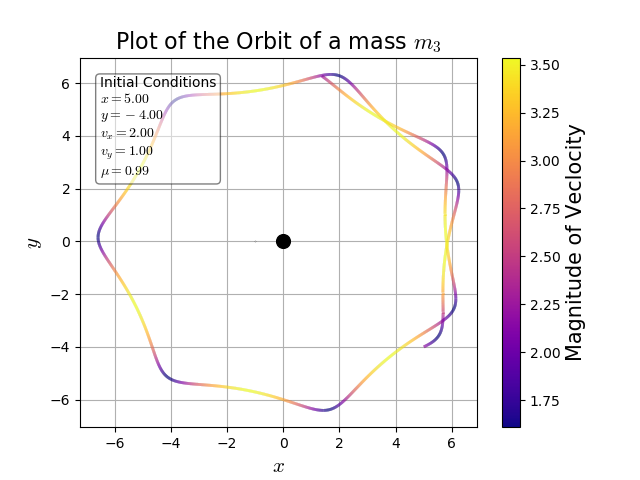 Plot of the Orbit of a mass m₃
Initial Conditions
x = 5.00
y = − 4.00
vₓ = 2.00
v_y = 1.00
μ = 0.99
6
4
2
0
−2
−4
−6
y
−6
−4
−2
0
2
4
6
x
3.50
3.25
3.00
2.75
2.50
2.25
2.00
1.75
Magnitude of Veclocity